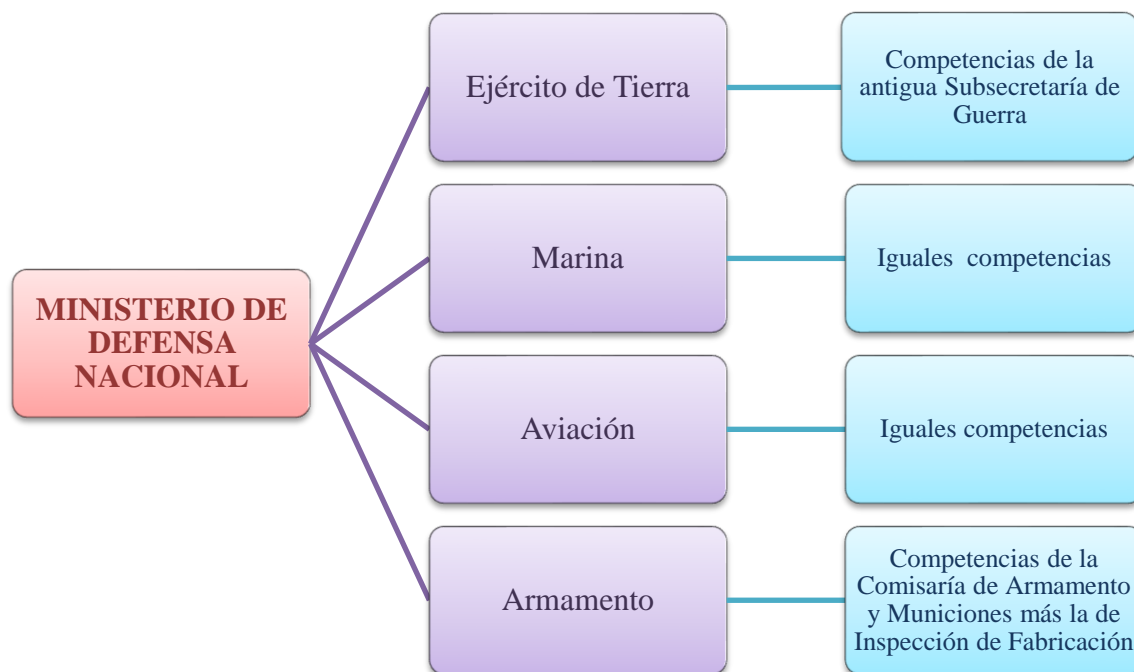 Ejército de Tierra
Competencias de la
antigua Subsecretaría de
Guerra
Marina
Iguales competencias
MINISTERIO DE
DEFENSA
NACIONAL
Aviación
Iguales competencias
Armamento
Competencias de la
Comisaría de Armamento
y Municiones más la de
Inspección de Fabricación